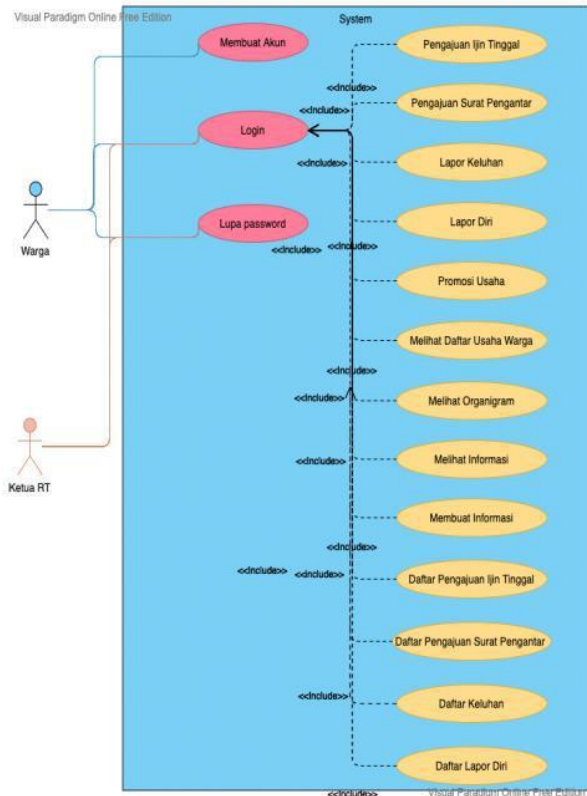 Visual Paradigm Online Free Edition
System
Membuat Akun
Pengajuan Ijin Tinggal
<<Include>>
Pengajuan Surat Pengantar
<<Include>>
Login
Lapor Keluhan
<<Include>>
Lupa password
Lapor Diri
<<Include>>
<<Include>>
Warga
Promosi Usaha
Melihat Daftar Usaha Warga
<<Include>>
<<Include>>
Melihat Organigram
Ketua RT
<<Include>>
Melihat Informasi
Membuat Informasi
<<Include>>
<<Include>>
<<Include>>
Daftar Pengajuan Ijin Tinggal
Daftar Pengajuan Surat Pengantar
<<Include>>
Daftar Keluhan
Daftar Lapor Diri
<<Include>>
Visual Paradigm Online Free Edition